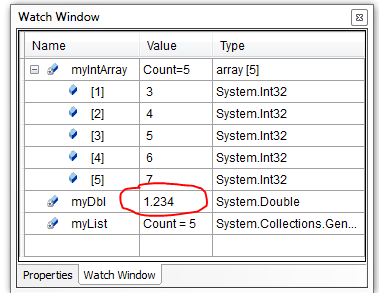 Watch Window
Name Value Type
myIntArray Count=5 array [5]
[1] 3 System.Int32
[2] 4 System.Int32
[3] 5 System.Int32
[4] 6 System.Int32
[5] 7 System.Int32
myDbl 1.234 System.Double
myList Count = 5 System.Collections.Gen...
Properties Watch Window